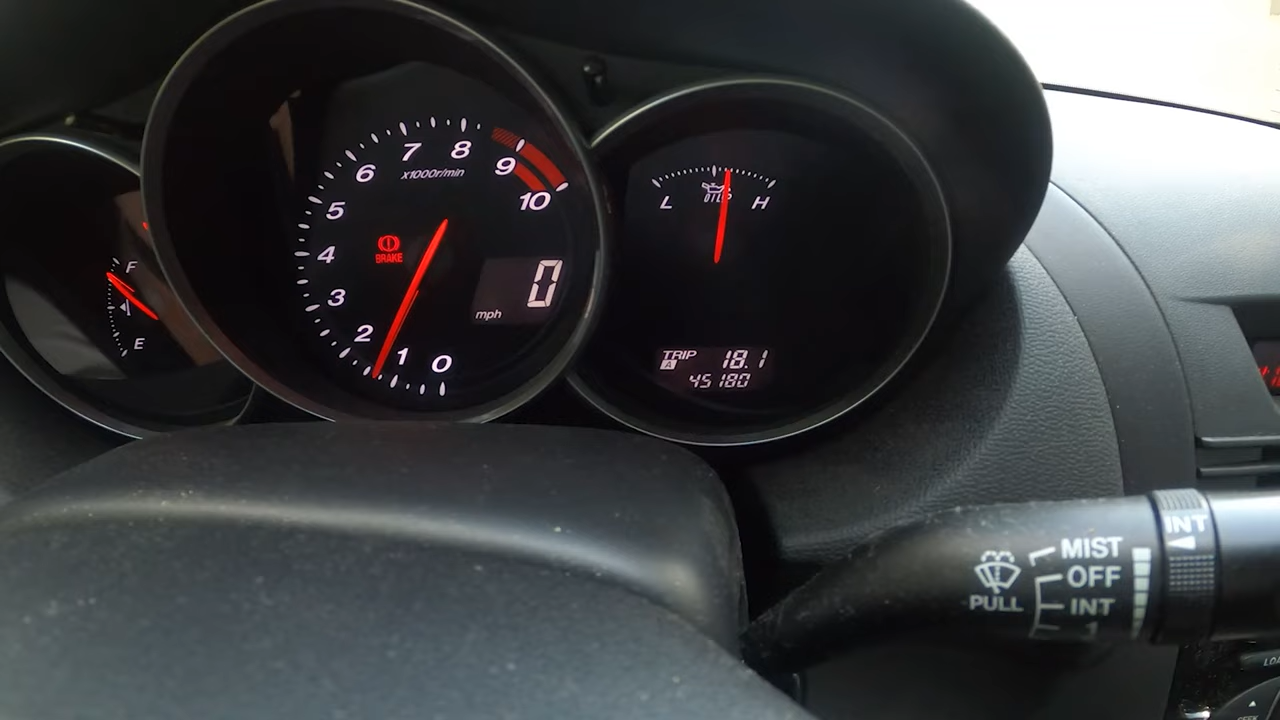 F
E
0
1
2
3
4
5
6
7
8
9
10
x1000r/min
BRAKE
0
mph
L
OIL
H
TRIP A 18.1
45180
INT
MIST
OFF
INT
PULL